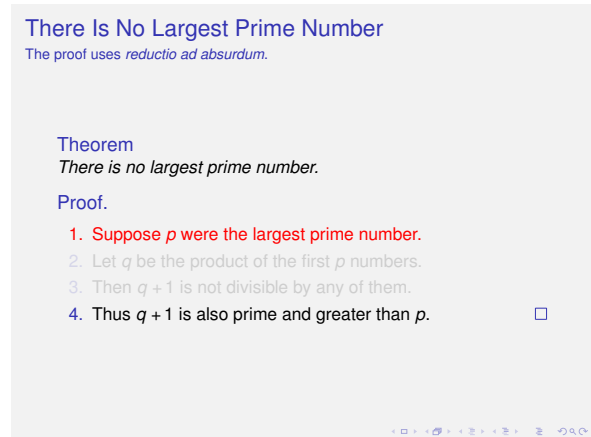 There Is No Largest Prime Number
The proof uses reductio ad absurdum.
Theorem
There is no largest prime number.
Proof.
1. Suppose p were the largest prime number.
2. Let q be the product of the first p numbers.
3. Then q + 1 is not divisible by any of them.
4. Thus q + 1 is also prime and greater than p.